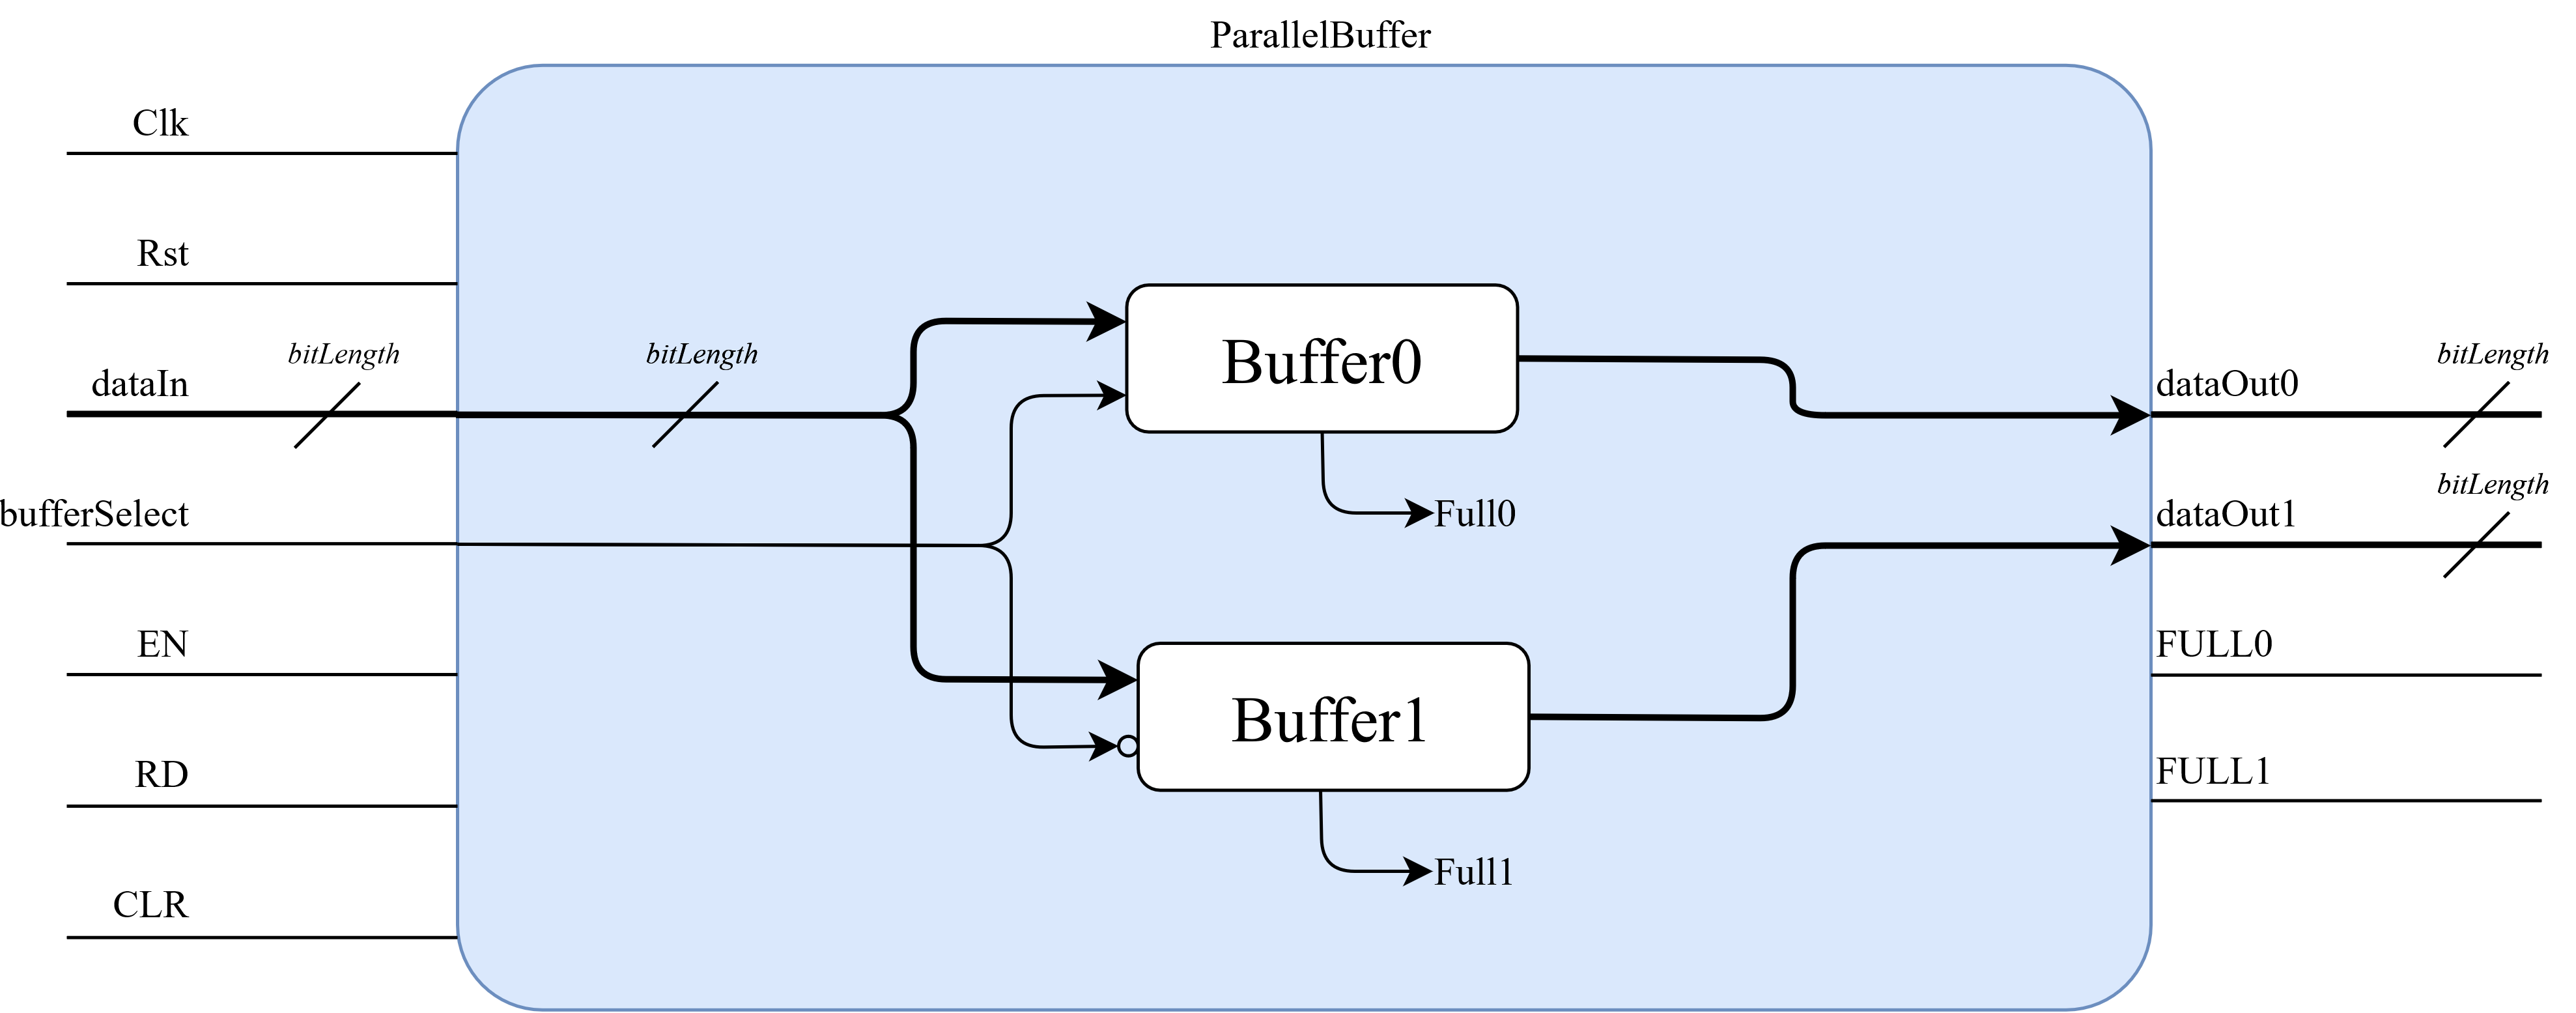 ParallelBuffer
Clk
Rst
bitLength
dataIn
bufferSelect
EN
RD
CLR
bitLength
Buffer0
Full0
Buffer1
Full1
bitLength
dataOut0
bitLength
dataOut1
FULL0
FULL1